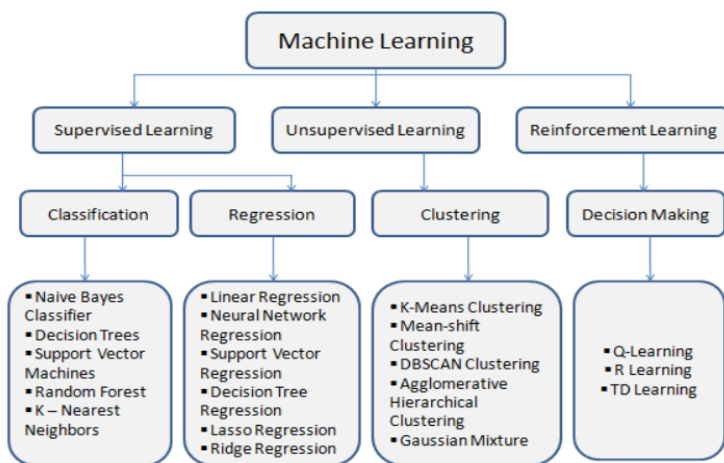 Machine Learning
Supervised Learning
Unsupervised Learning
Reinforcement Learning
Classification
Regression
Clustering
Decision Making
▪ Naive Bayes
Classifier
▪ Decision Trees
▪ Support Vector
Machines
▪ Random Forest
▪ K – Nearest
Neighbors
▪ Linear Regression
▪ Neural Network
Regression
▪ Support Vector
Regression
▪ Decision Tree
Regression
▪ Lasso Regression
▪ Ridge Regression
▪ K-Means Clustering
▪ Mean-shift
Clustering
▪ DBSCAN Clustering
▪ Agglomerative
Hierarchical
Clustering
▪ Gaussian Mixture
▪ Q-Learning
▪ R Learning
▪ TD Learning